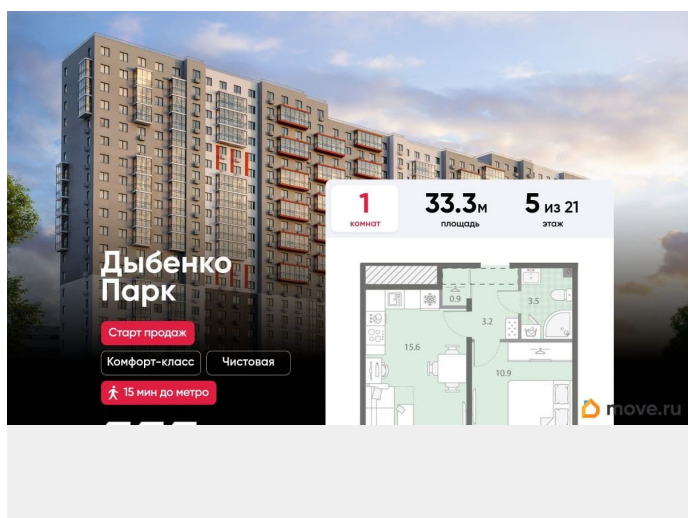 1
комнат
33.3м
площадь
5 из 21
этаж
Дыбенко
Парк
Старт продаж
Комфорт-класс
Чистовая
15 мин до метро
0.9
3.5
3.2
15.6
10.9
move.ru